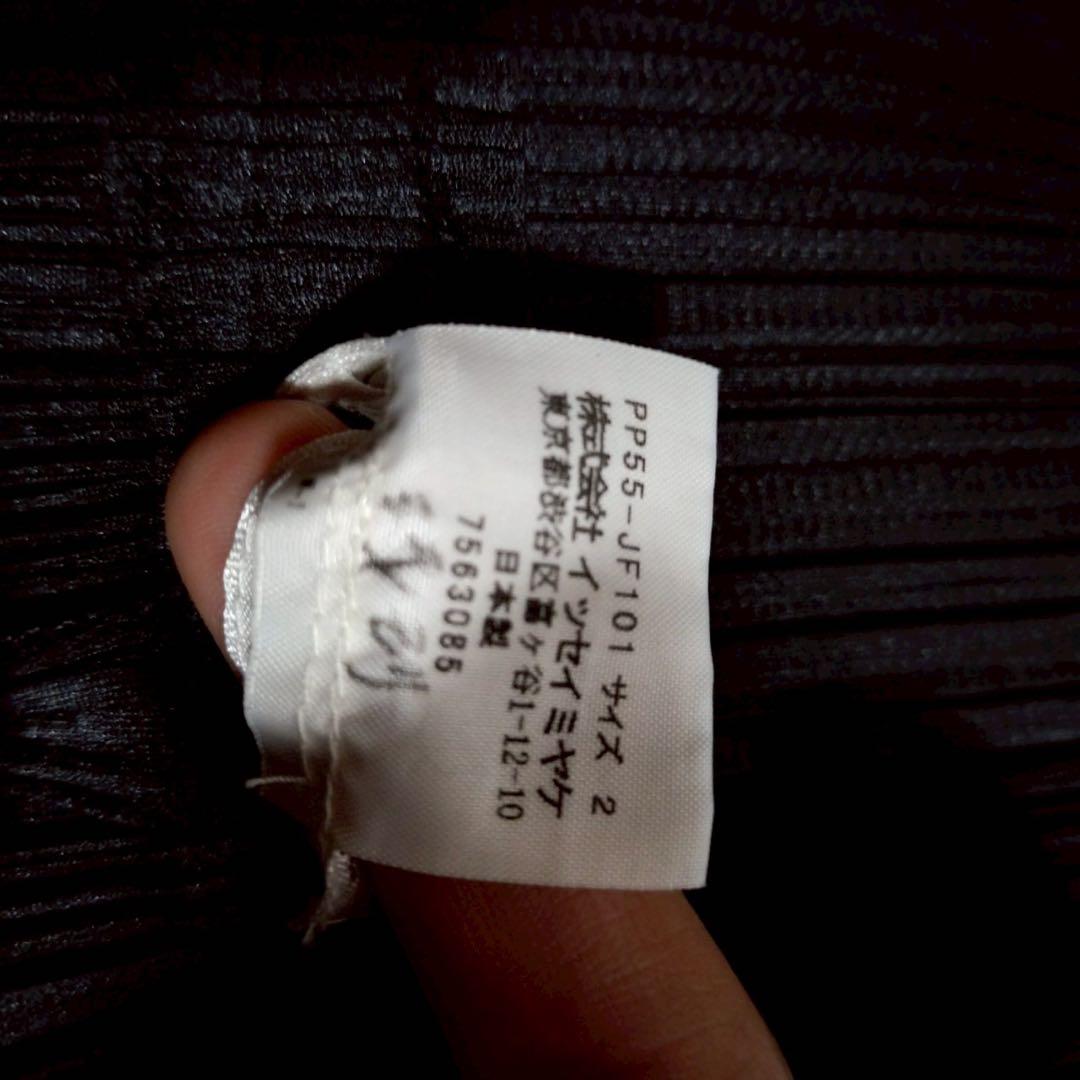 PP55-JF101 サイズ 2
株式会社 イッセイミヤケ
東京都渋谷区富ヶ谷1-12-10
日本製
7563085